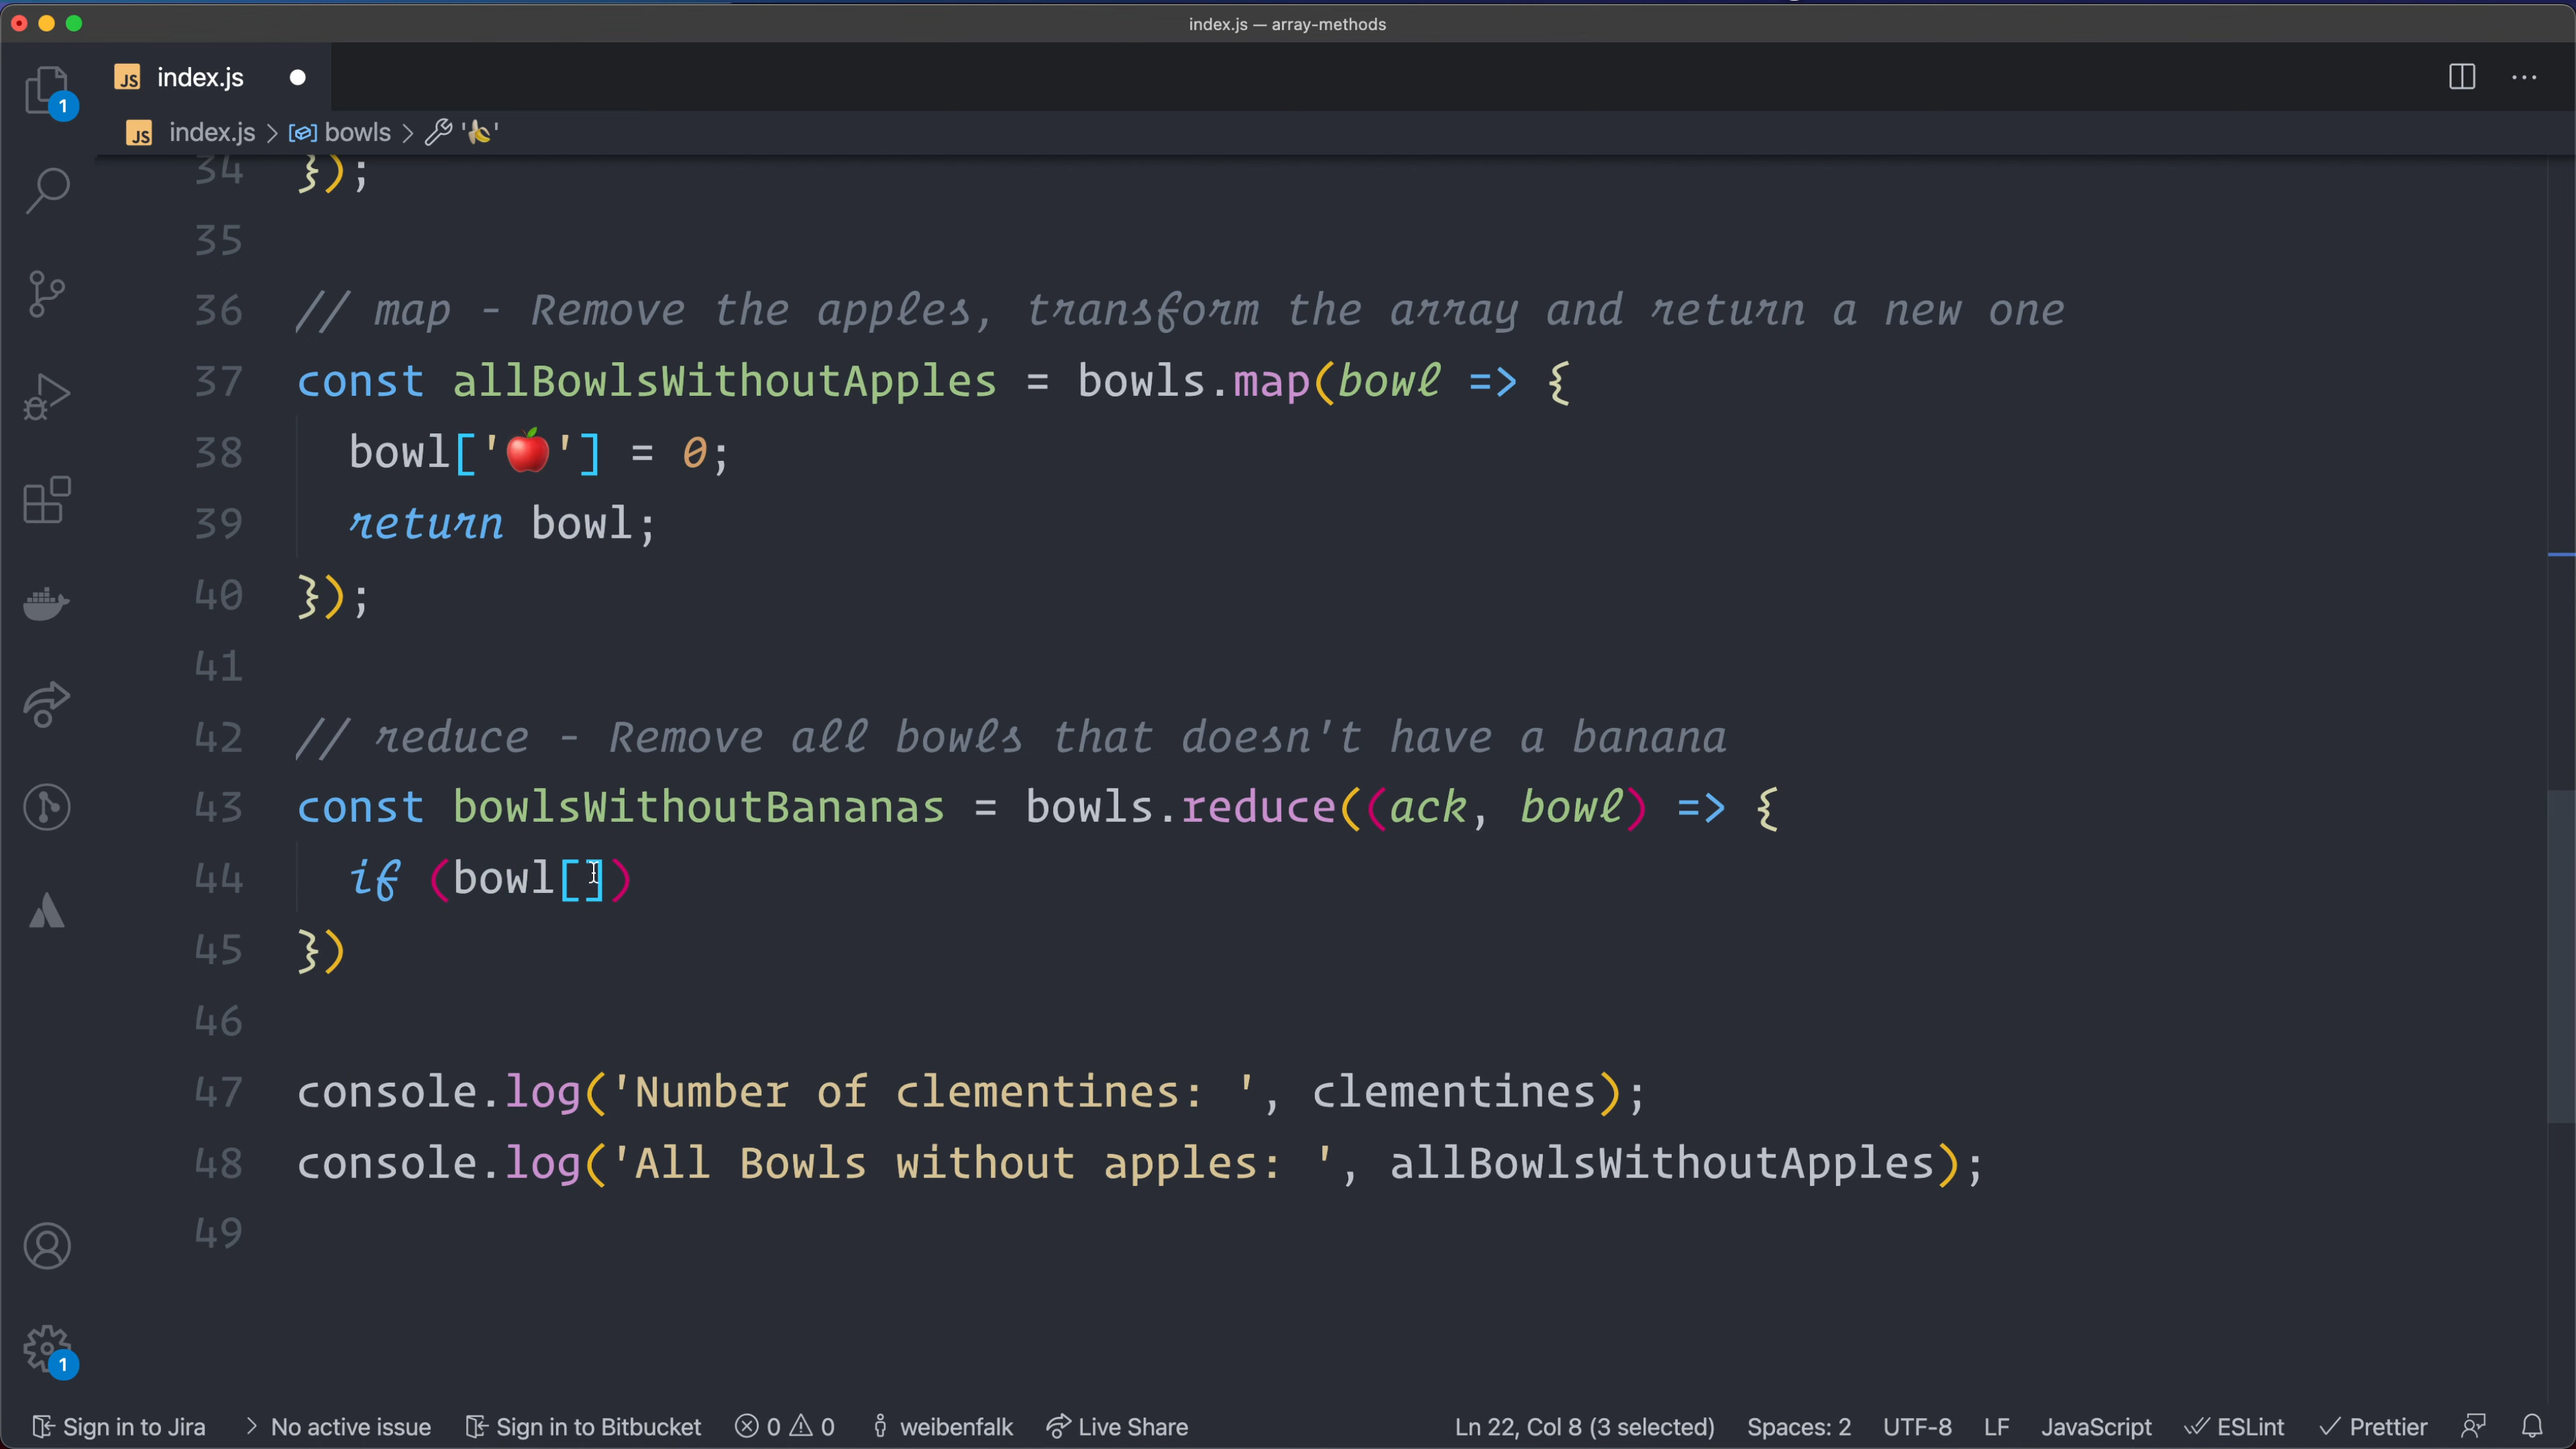 index.js — array-methods
JS index.js
1
JS index.js > bowls > '🍌'
34 });
35
36 // map - Remove the apples, transform the array and return a new one
37 const allBowlsWithoutApples = bowls.map(bowl => {
38 bowl['🍎'] = 0;
39 return bowl;
40 });
41
42 // reduce - Remove all bowls that doesn't have a banana
43 const bowlsWithoutBananas = bowls.reduce((ack, bowl) => {
44 if (bowl[])
45 })
46
47 console.log('Number of clementines: ', clementines);
48 console.log('All Bowls without apples: ', allBowlsWithoutApples);
49
1
Sign in to Jira > No active issue Sign in to Bitbucket 0 0 weibenfalk Live Share Ln 22, Col 8 (3 selected) Spaces: 2 UTF-8 LF JavaScript ESLint Prettier